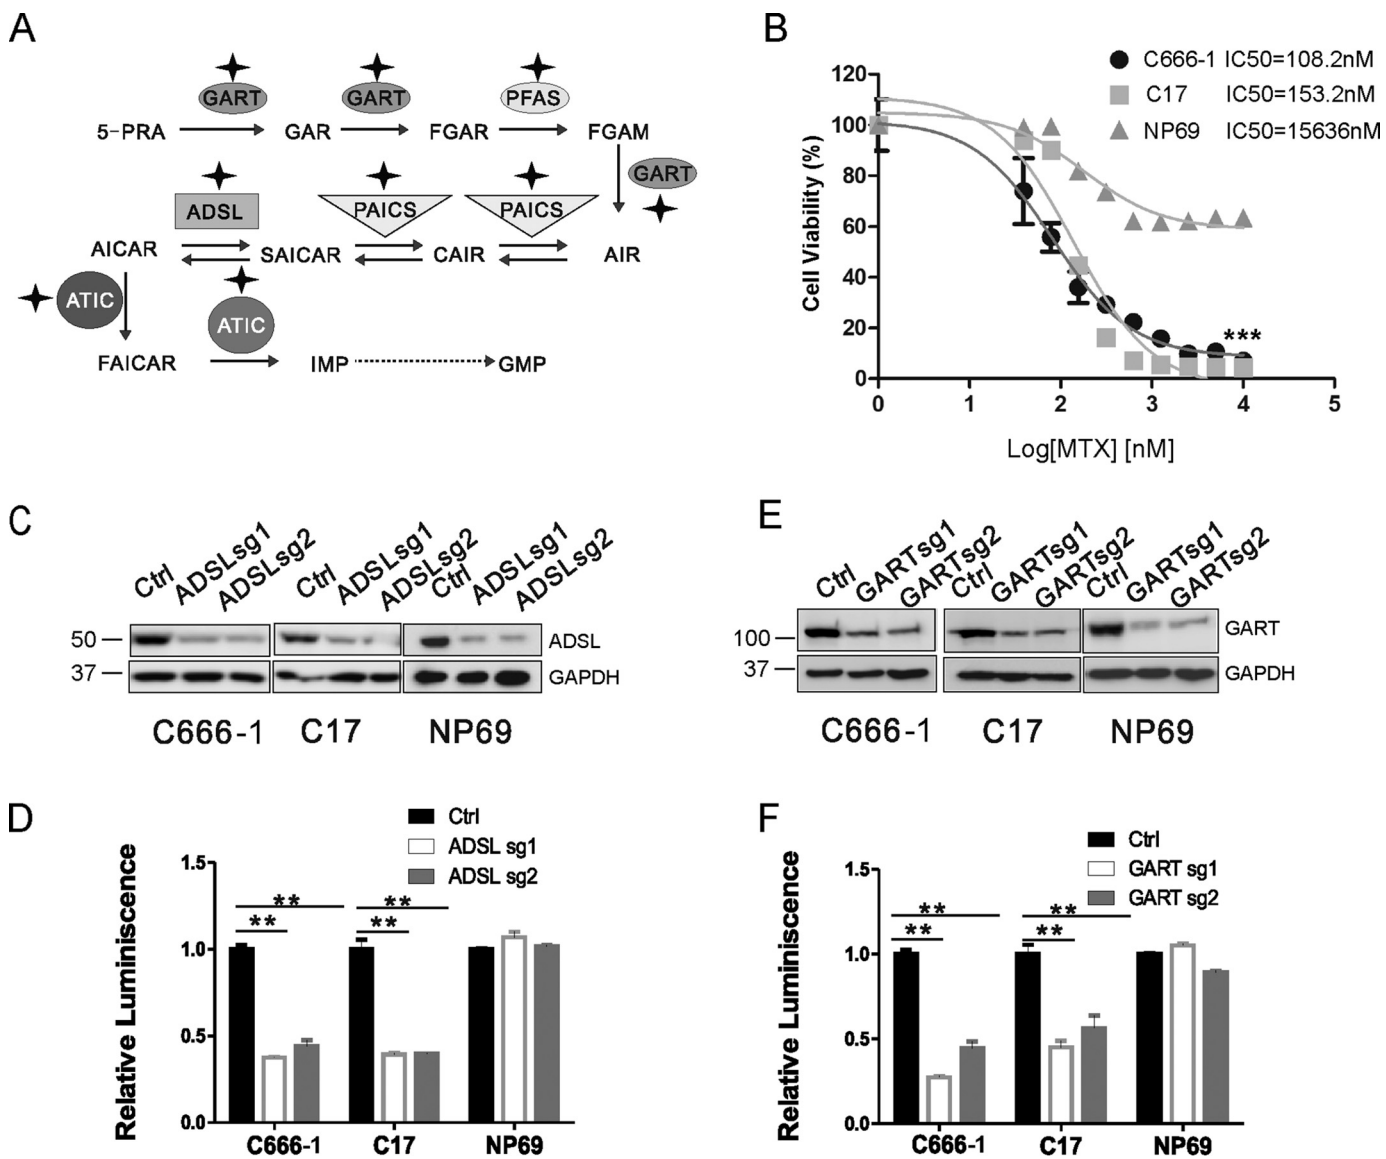 A
GART GART PFAS
5-PRA GAR FGAR FGAM
GART
ADSL PAICS PAICS
AICAR SAICAR CAIR AIR
ATIC ATIC
FAICAR IMP GMP
B
C666-1 IC50=108.2nM
C17 IC50=153.2nM
NP69 IC50=15636nM
Cell Viability (%)
120
100
80
60
40
20
0
***
0 1 2 3 4 5
Log[MTX] [nM]
C
Ctrl ADSLsg1 ADSLsg2 Ctrl ADSLsg1 ADSLsg2 Ctrl ADSLsg1 ADSLsg2
50 ADSL
37 GAPDH
C666-1 C17 NP69
E
Ctrl GARTsg1 GARTsg2 Ctrl GARTsg1 GARTsg2 Ctrl GARTsg1 GARTsg2
100 GART
37 GAPDH
C666-1 C17 NP69
D
Ctrl
ADSL sg1
ADSL sg2
Relative Luminiscence
1.5
1.0
0.5
0.0
** **
** **
C666-1 C17 NP69
F
Ctrl
GART sg1
GART sg2
Relative Luminiscence
1.5
1.0
0.5
0.0
** **
** **
C666-1 C17 NP69